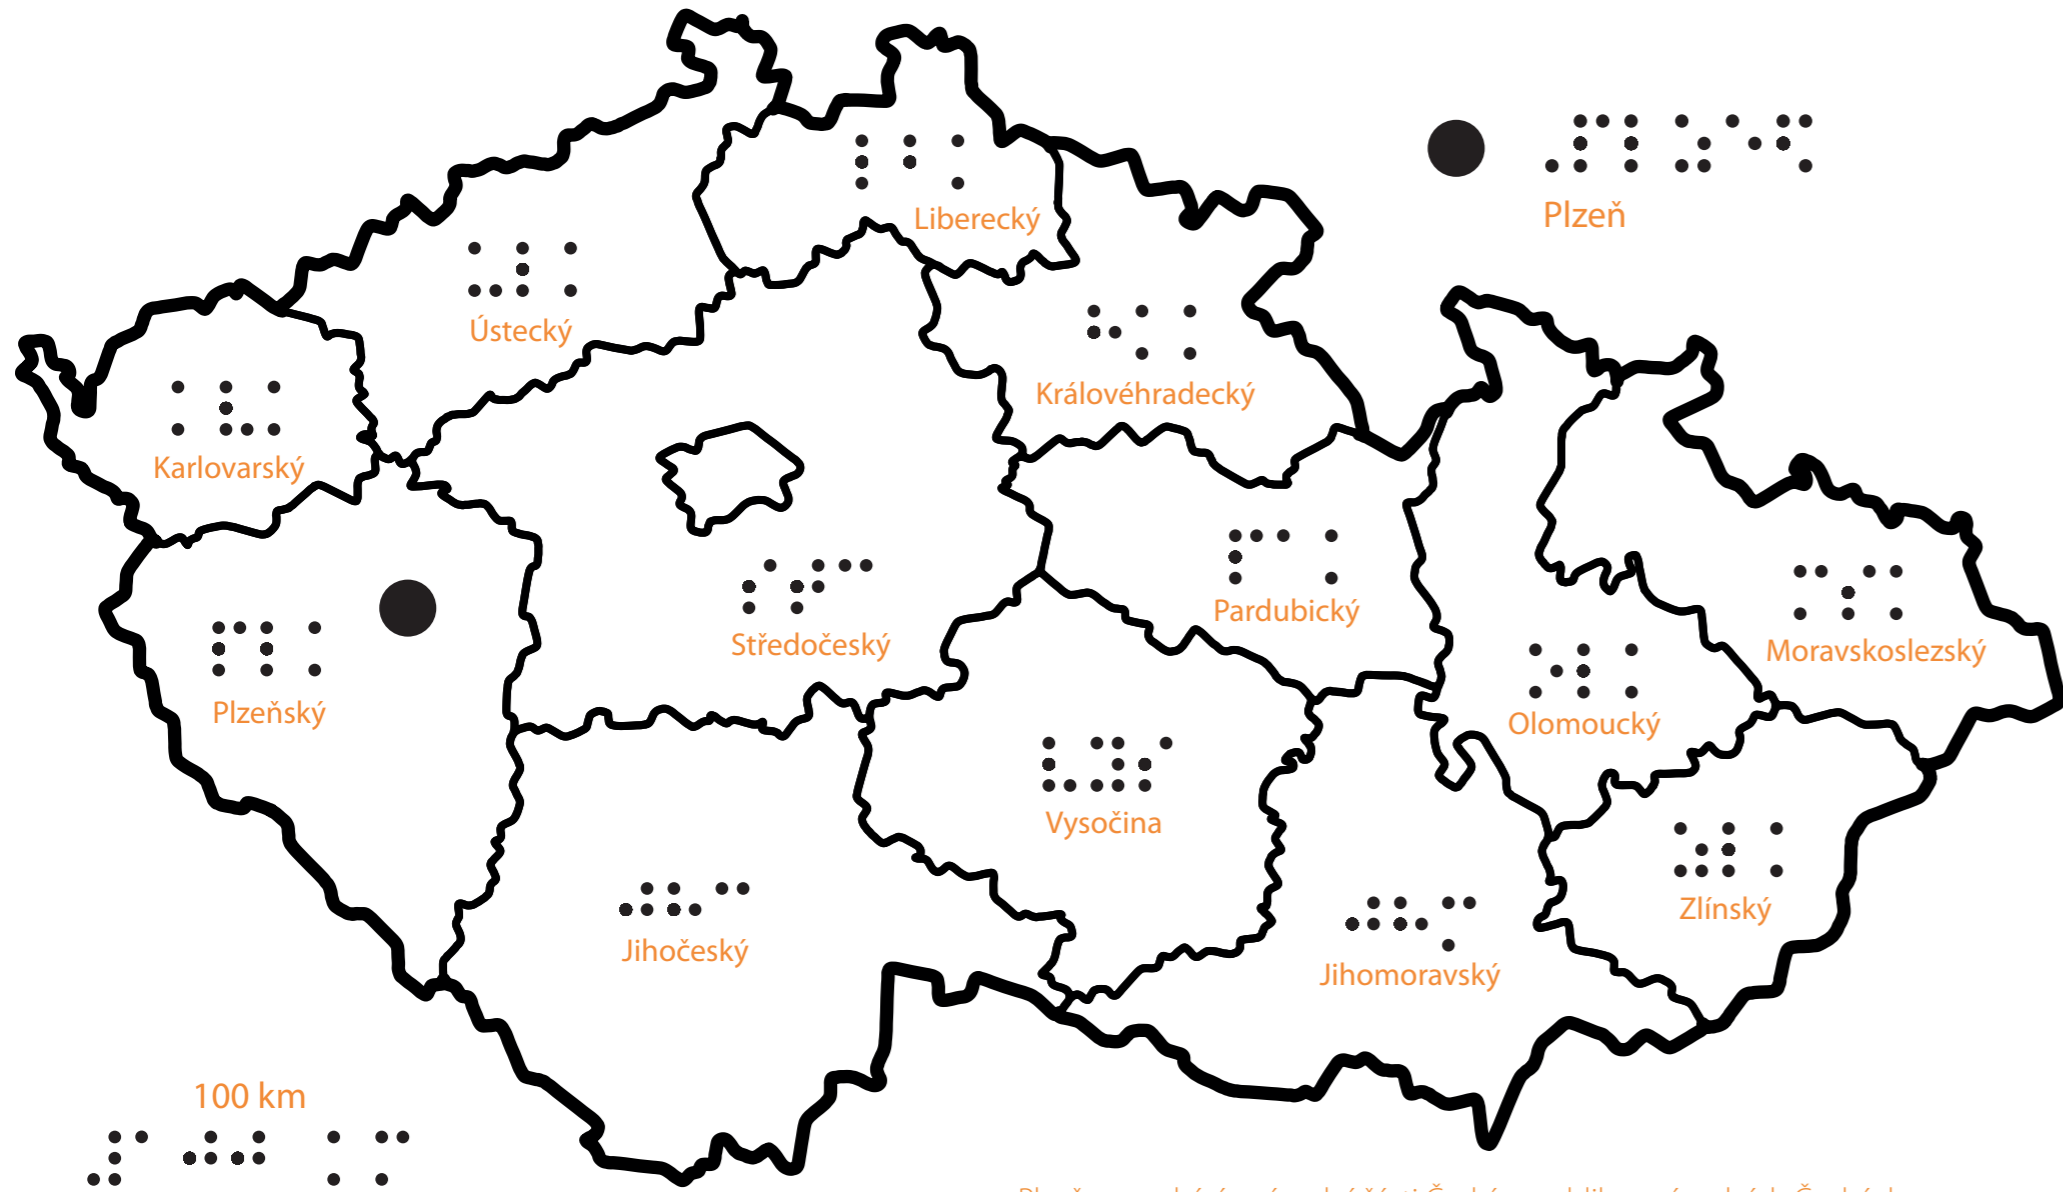 Liberecký
Plzeň
Ústecký
Královéhradecký
Karlovarský
Pardubický
Středočeský
Moravskoslezský
Plzeňský
Olomoucký
Vysočina
Zlínský
Jihočeský
Jihomoravský
100 km